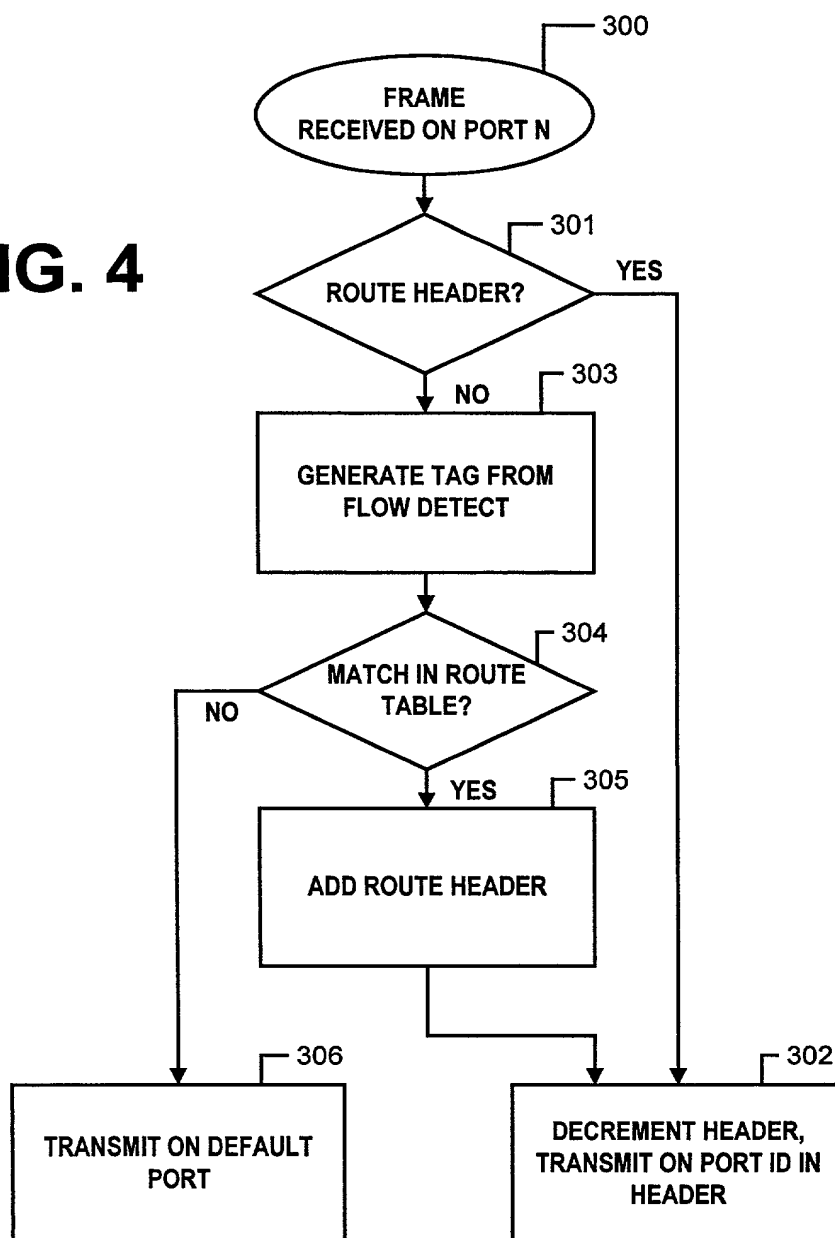 300
FRAME
RECEIVED ON PORT N
IG. 4
301
YES
ROUTE HEADER?
NO
303
GENERATE TAG FROM
FLOW DETECT
304
MATCH IN ROUTE
TABLE?
NO
YES
305
ADD ROUTE HEADER
306
302
TRANSMIT ON DEFAULT
PORT
DECREMENT HEADER,
TRANSMIT ON PORT ID IN
HEADER